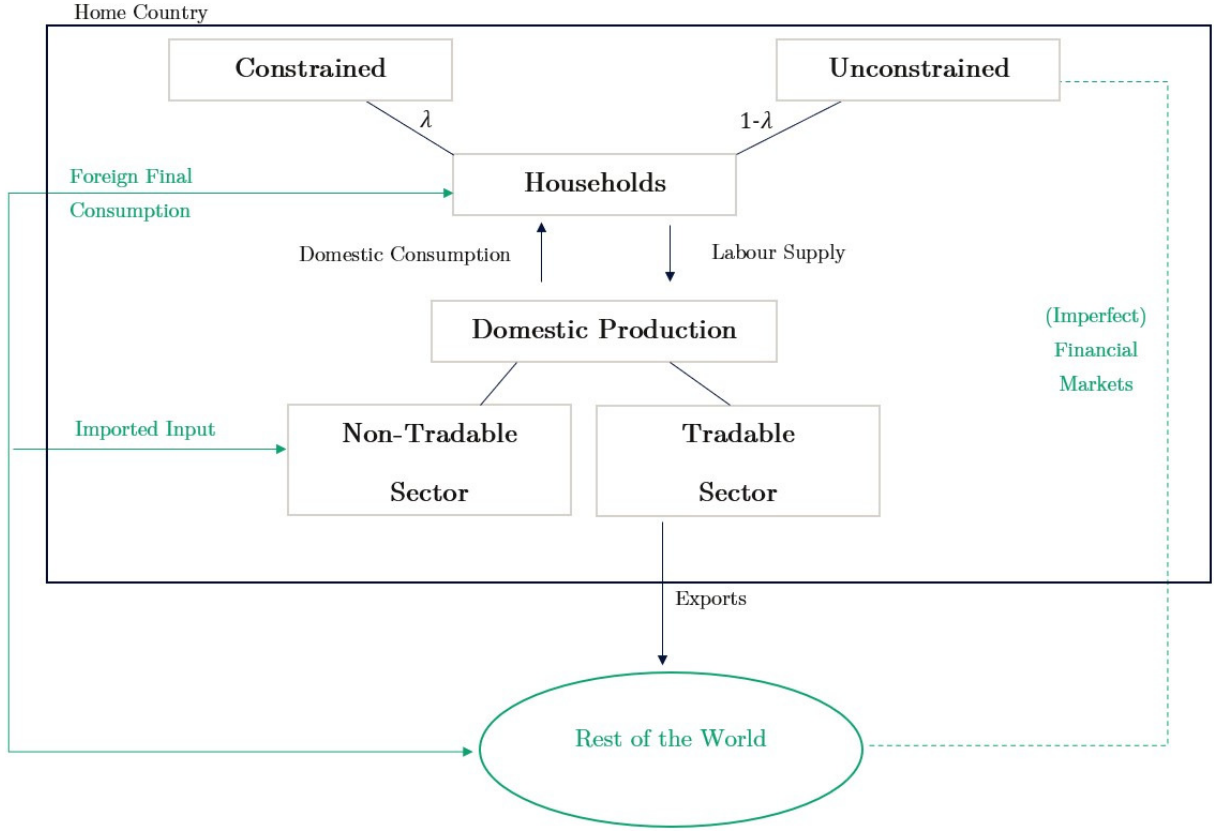 Home Country
Constrained
Unconstrained
λ
1-λ
Foreign Final
Consumption
Households
Domestic Consumption
Labour Supply
Domestic Production
(Imperfect)
Financial
Markets
Imported Input
Non-Tradable
Sector
Tradable
Sector
Exports
Rest of the World